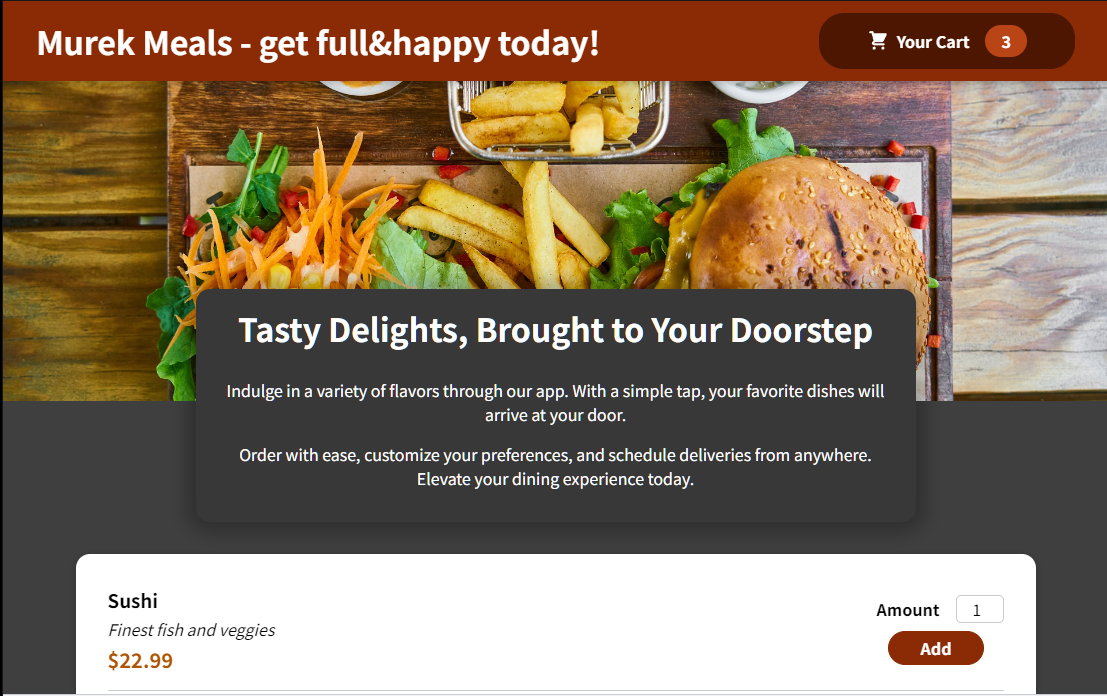 Murek Meals - get full&happy today!
Your Cart 3
Tasty Delights, Brought to Your Doorstep
Indulge in a variety of flavors through our app. With a simple tap, your favorite dishes will
arrive at your door.
Order with ease, customize your preferences, and schedule deliveries from anywhere.
Elevate your dining experience today.
Sushi
Finest fish and veggies
$22.99
Amount 1
Add